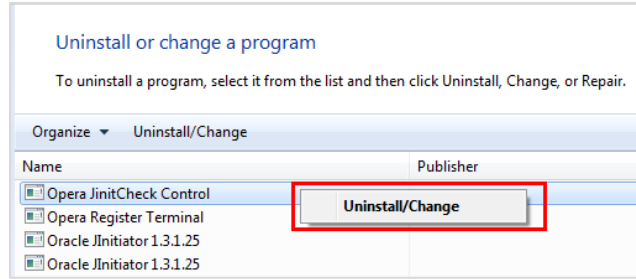 Uninstall or change a program
To uninstall a program, select it from the list and then click Uninstall, Change, or Repair.
Organize Uninstall/Change
Name Publisher
Opera JinitCheck Control
Uninstall/Change
Opera Register Terminal
Oracle JInitiator 1.3.1.25
Oracle JInitiator 1.3.1.25